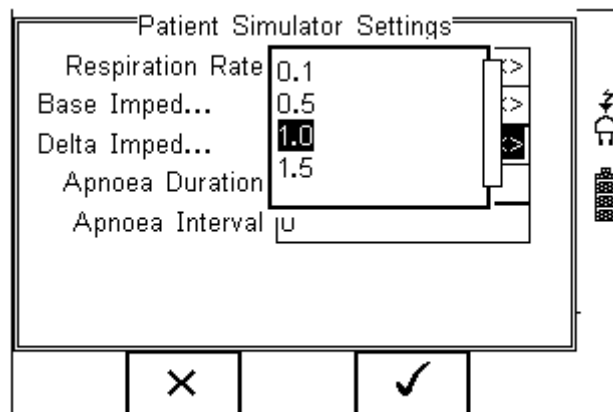 Patient Simulator Settings
Respiration Rate
0.1
<>
Base Imped...
0.5
<>
Delta Imped...
1.0
<>
Apnoea Duration
1.5
Apnoea Interval